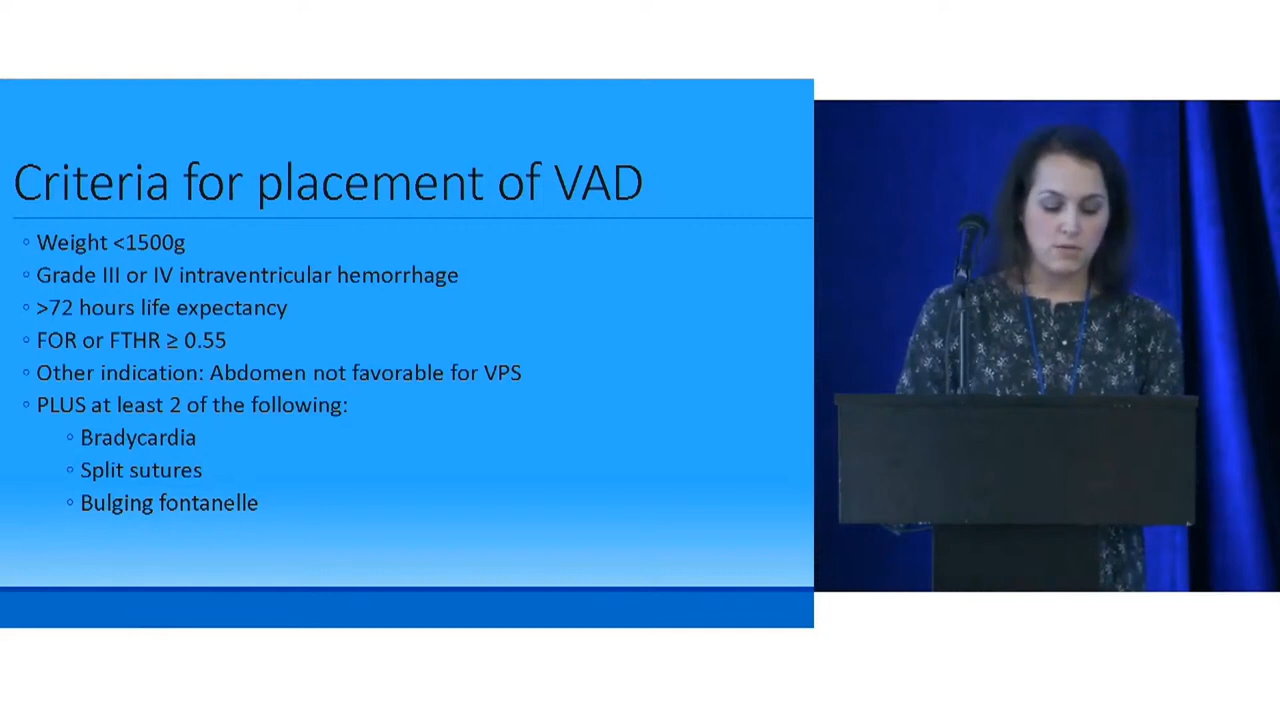 Criteria for placement of VAD
◦ Weight <1500g
◦ Grade III or IV intraventricular hemorrhage
◦ >72 hours life expectancy
◦ FOR or FTHR ≥ 0.55
◦ Other indication: Abdomen not favorable for VPS
◦ PLUS at least 2 of the following:
◦ Bradycardia
◦ Split sutures
◦ Bulging fontanelle